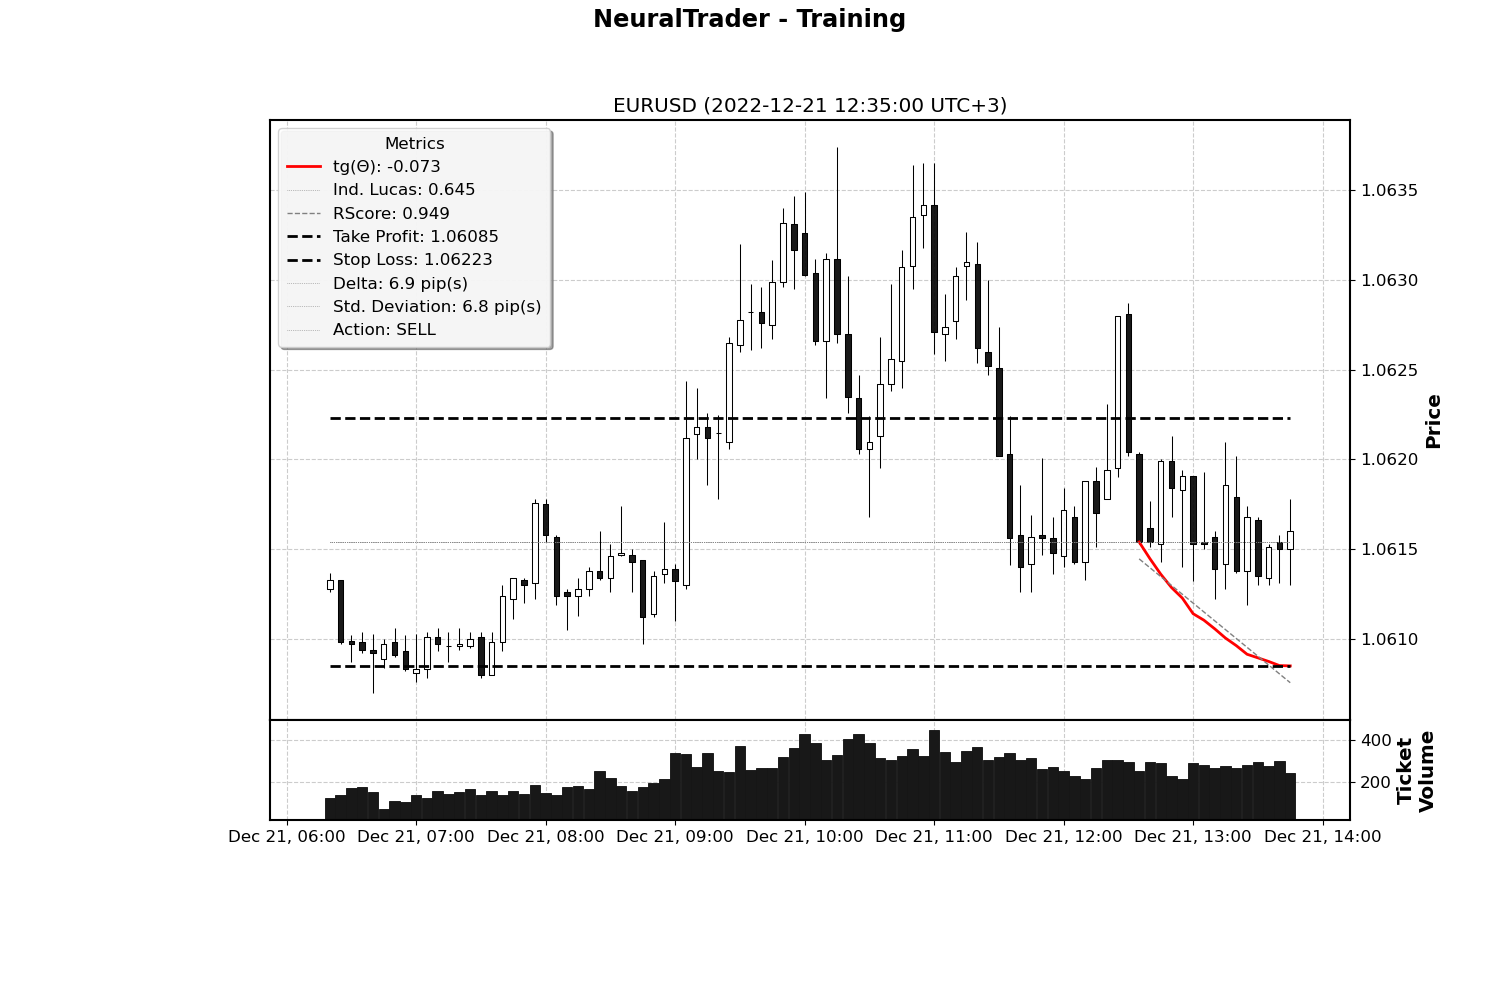 NeuralTrader - Training
EURUSD (2022-12-21 12:35:00 UTC+3)
Metrics
tg(Θ): -0.073
Ind. Lucas: 0.645
RScore: 0.949
Take Profit: 1.06085
Stop Loss: 1.06223
Delta: 6.9 pip(s)
Std. Deviation: 6.8 pip(s)
Action: SELL
1.0635
1.0630
1.0625
1.0620
1.0615
1.0610
Price
400
200
Ticket
Volume
Dec 21, 06:00 Dec 21, 07:00 Dec 21, 08:00 Dec 21, 09:00 Dec 21, 10:00 Dec 21, 11:00 Dec 21, 12:00 Dec 21, 13:00 Dec 21, 14:00